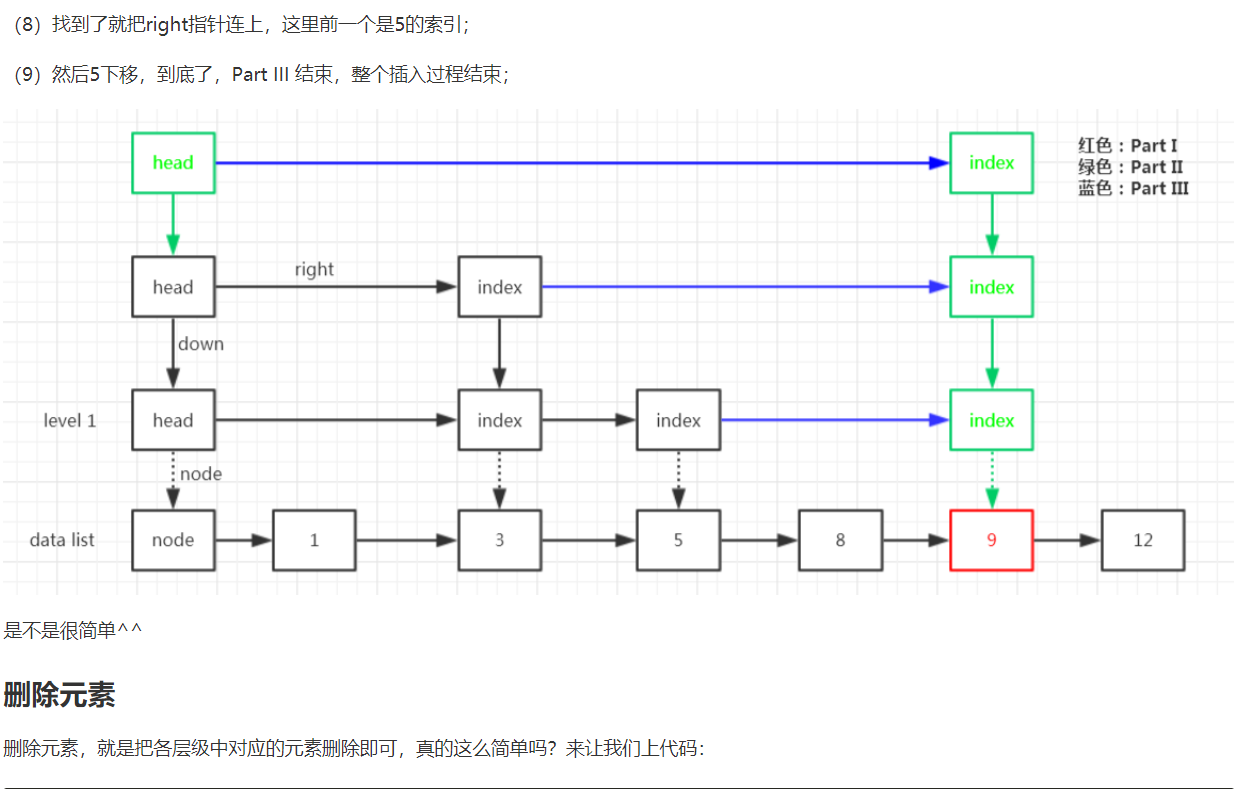 （8）找到了就把right指针连上，这里前一个是5的索引；
（9）然后5下移，到底了，Part III 结束，整个插入过程结束；
head
index
红色：Part I
绿色：Part II
蓝色：Part III
head
right
index
index
down
level 1
head
index
index
index
node
data list
node
1
3
5
8
9
12
是不是很简单^^
删除元素
删除元素，就是把各层级中对应的元素删除即可，真的这么简单吗？来让我们上代码：